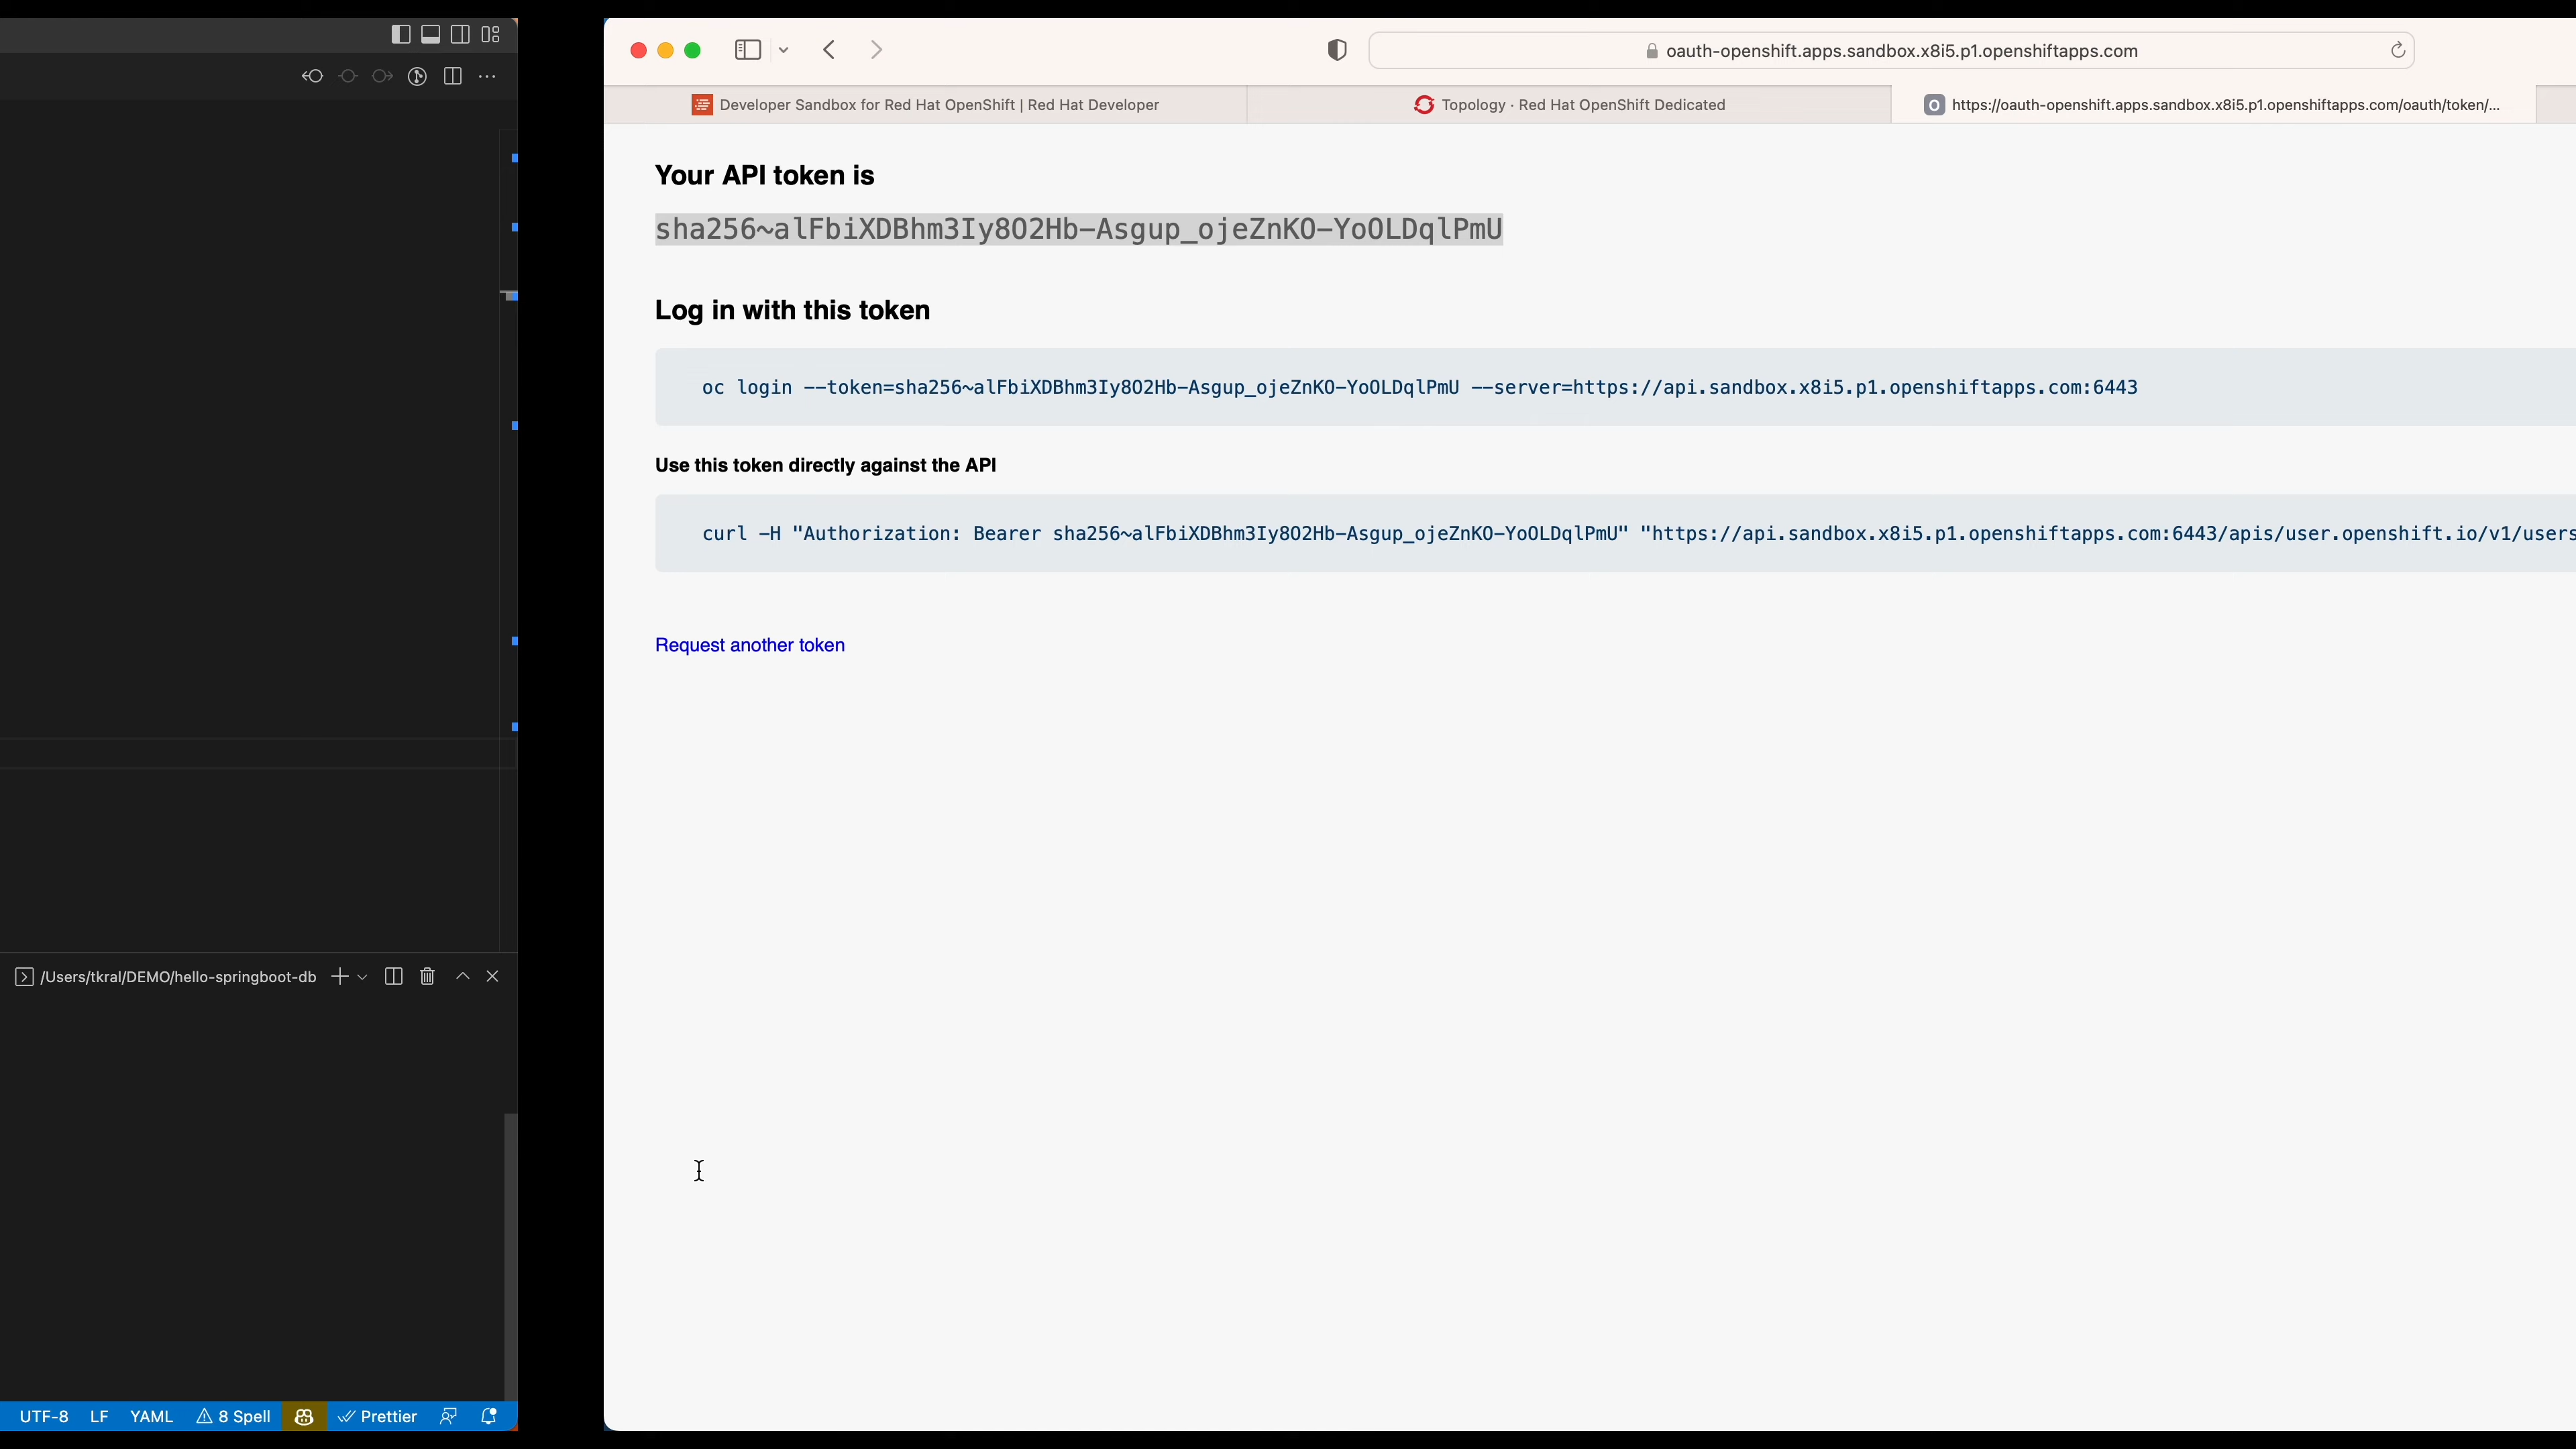 oauth-openshift.apps.sandbox.x8i5.p1.openshiftapps.com
Developer Sandbox for Red Hat OpenShift | Red Hat Developer
Topology · Red Hat OpenShift Dedicated
O https://oauth-openshift.apps.sandbox.x8i5.p1.openshiftapps.com/oauth/token/...
Your API token is
sha256~alFbiXDBhm3Iy8O2Hb-Asgup_ojeZnKO-YoOLDqlPmU
Log in with this token
oc login --token=sha256~alFbiXDBhm3Iy8O2Hb-Asgup_ojeZnKO-YoOLDqlPmU --server=https://api.sandbox.x8i5.p1.openshiftapps.com:6443
Use this token directly against the API
curl -H "Authorization: Bearer sha256~alFbiXDBhm3Iy8O2Hb-Asgup_ojeZnKO-YoOLDqlPmU" "https://api.sandbox.x8i5.p1.openshiftapps.com:6443/apis/user.openshift.io/v1/users
Request another token
/Users/tkral/DEMO/hello-springboot-db
UTF-8 LF YAML 8 Spell Prettier